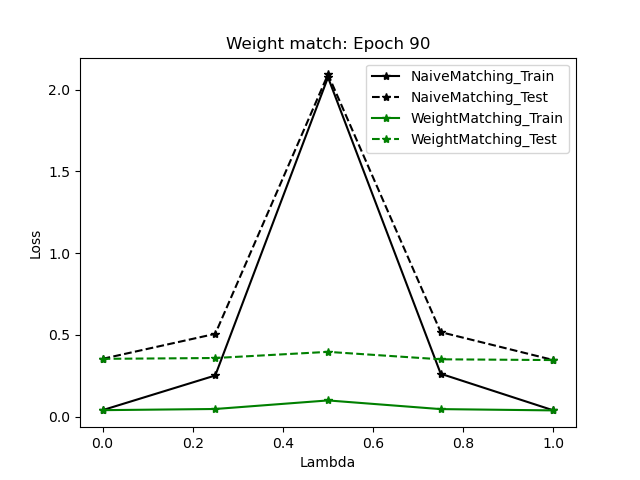 Weight match: Epoch 90
NaiveMatching_Train
NaiveMatching_Test
WeightMatching_Train
WeightMatching_Test
Loss
2.0
1.5
1.0
0.5
0.0
0.0 0.2 0.4 0.6 0.8 1.0
Lambda